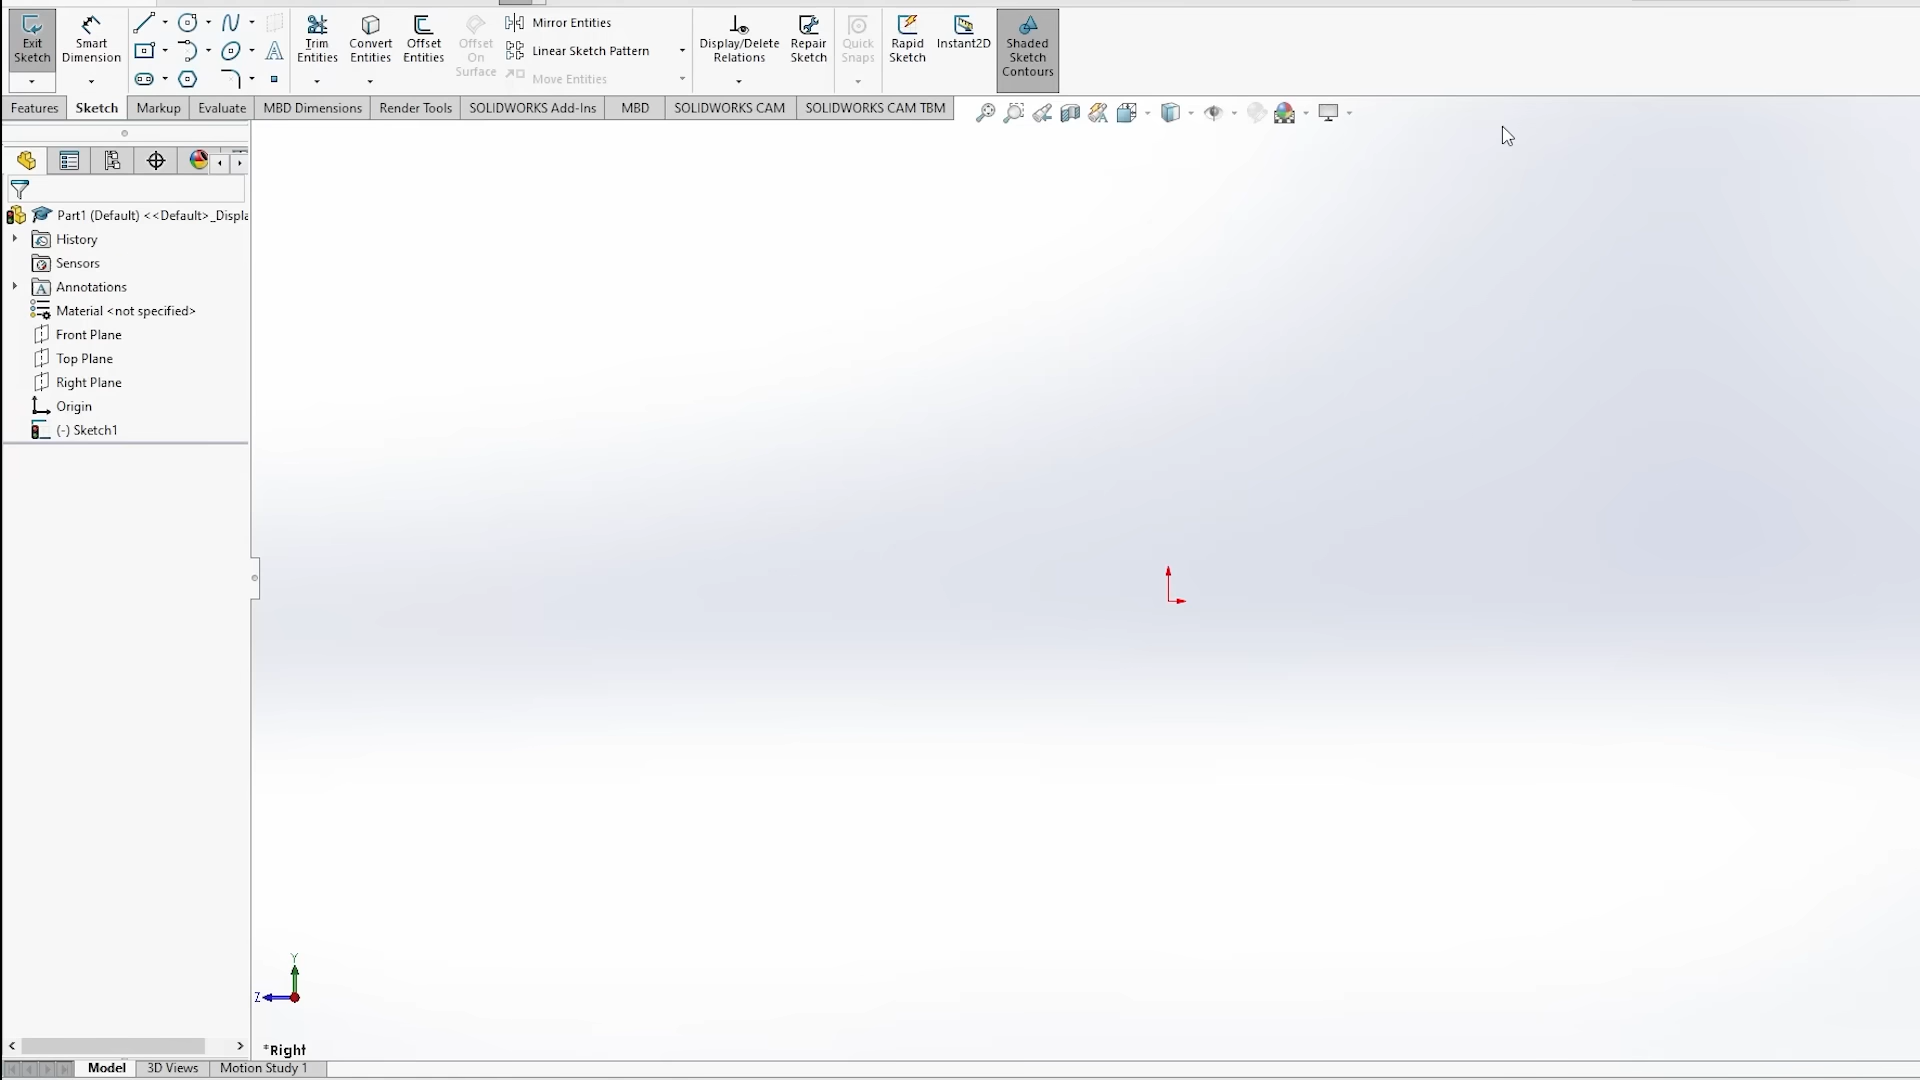 Exit
Sketch
Smart
Dimension
Trim
Entities
Convert
Entities
Offset
Entities
Offset
On
Surface
Mirror Entities
Linear Sketch Pattern
Move Entities
Display/Delete
Relations
Repair
Sketch
Quick
Snaps
Rapid
Sketch
Instant2D
Shaded
Sketch
Contours
Features Sketch Markup Evaluate MBD Dimensions Render Tools SOLIDWORKS Add-Ins MBD SOLIDWORKS CAM SOLIDWORKS CAM TBM
Part1 (Default) <<Default>_Displa
History
Sensors
Annotations
Material <not specified>
Front Plane
Top Plane
Right Plane
Origin
(-) Sketch1
Y
Z
*Right
Model 3D Views Motion Study 1